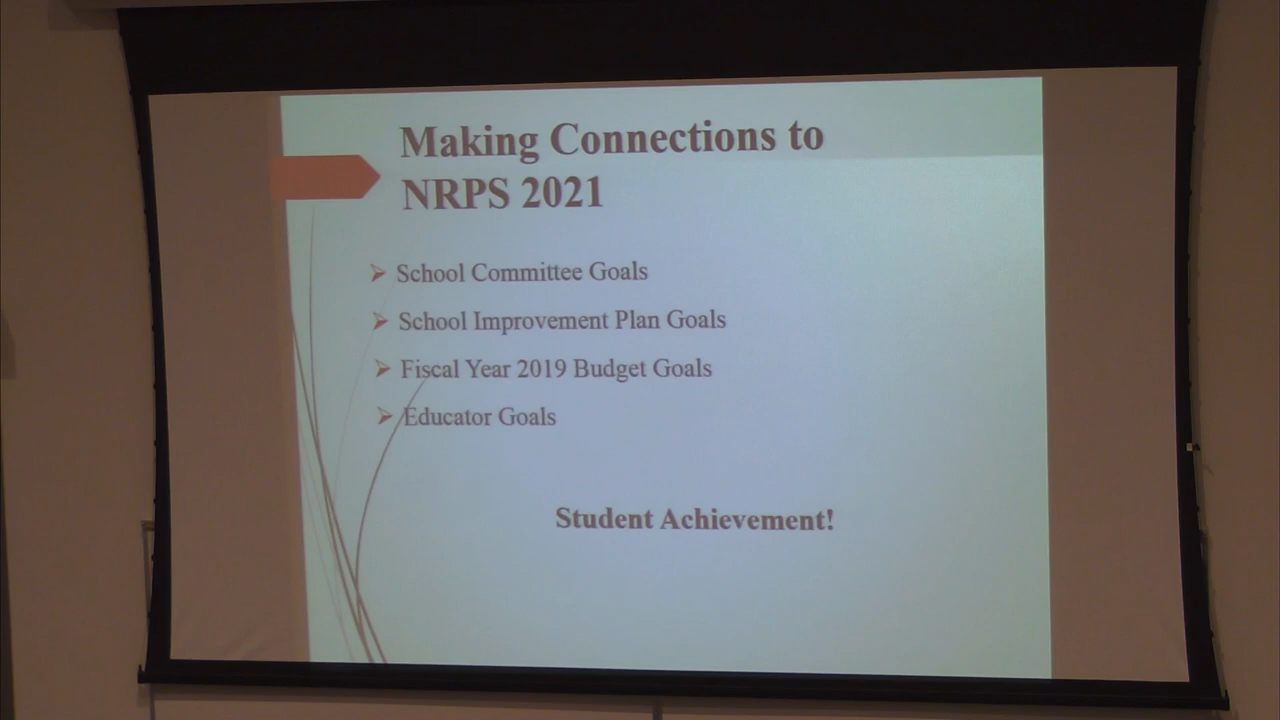 Making Connections to
NRPS 2021
School Committee Goals
School Improvement Plan Goals
Fiscal Year 2019 Budget Goals
Educator Goals
Student Achievement!